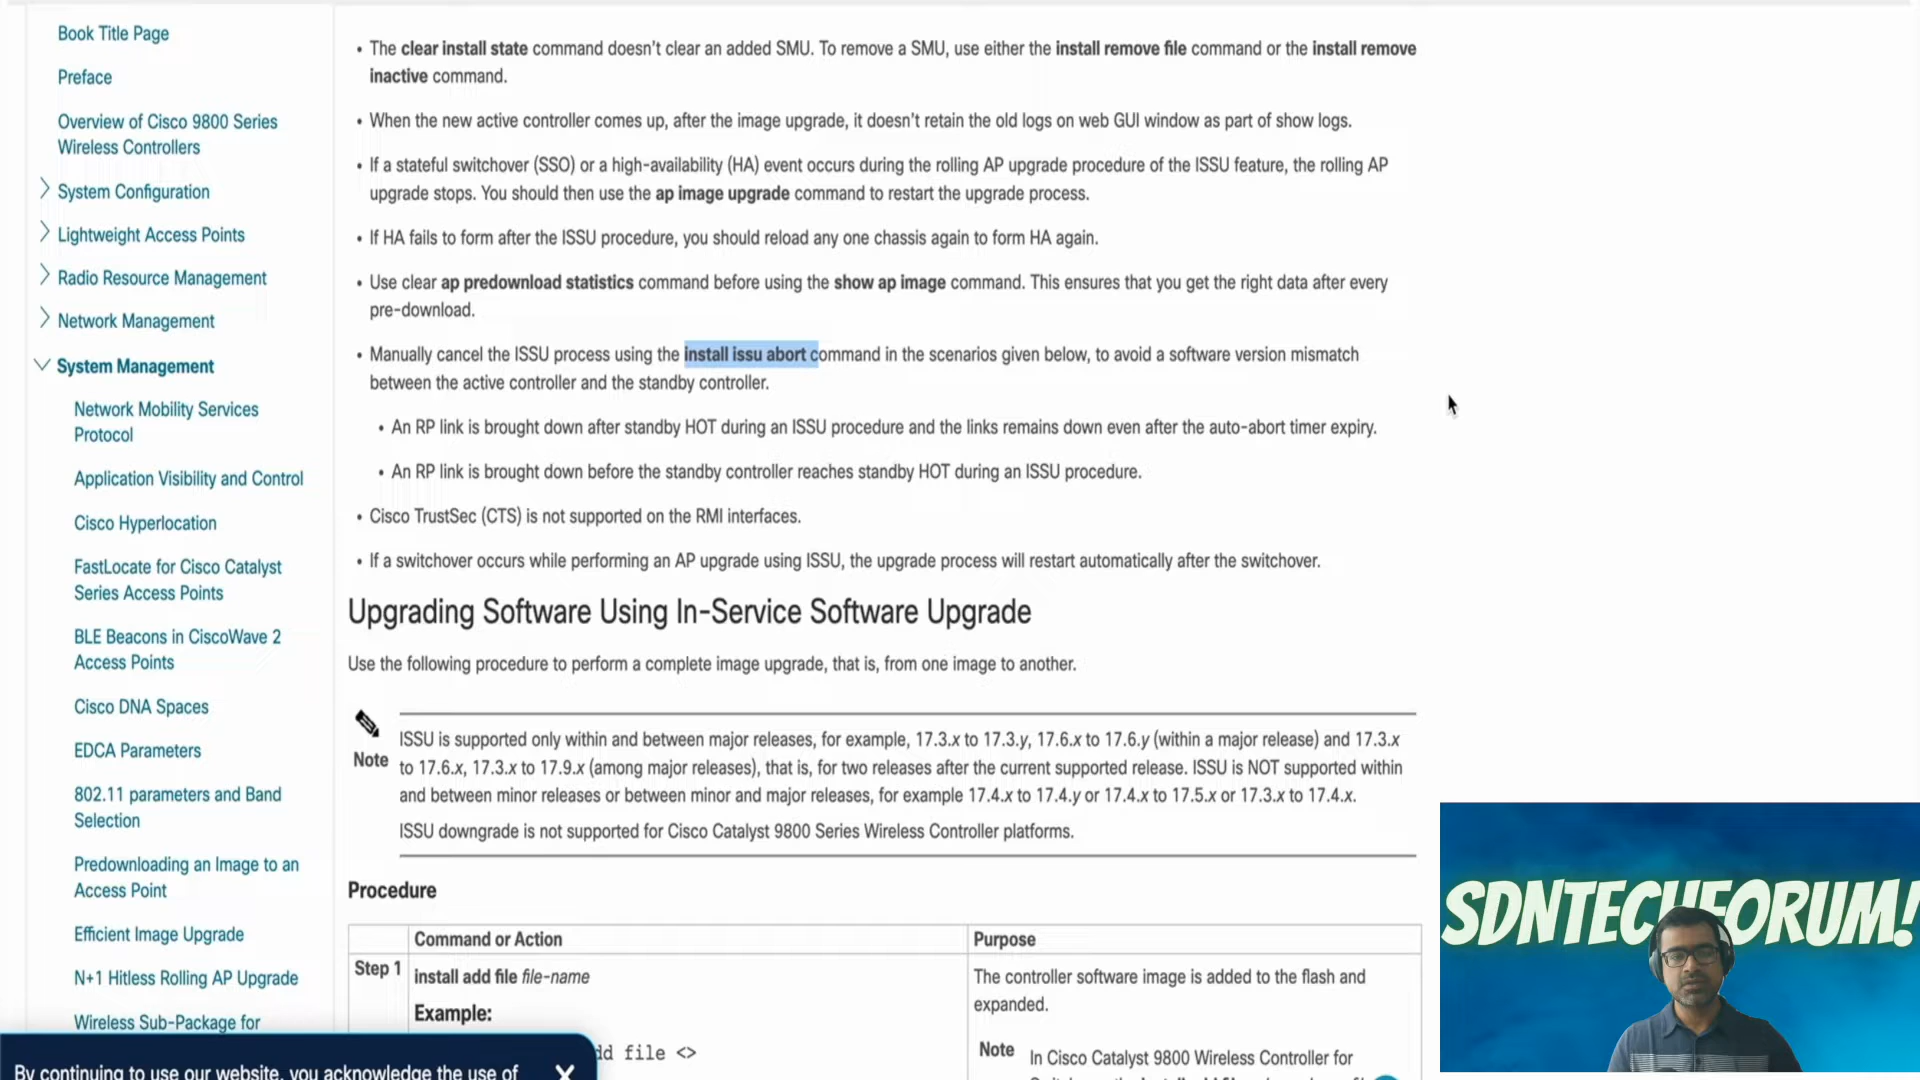 Book Title Page
Preface
Overview of Cisco 9800 Series
Wireless Controllers
System Configuration
Lightweight Access Points
Radio Resource Management
Network Management
System Management
Network Mobility Services
Protocol
Application Visibility and Control
Cisco Hyperlocation
FastLocate for Cisco Catalyst
Series Access Points
BLE Beacons in CiscoWave 2
Access Points
Cisco DNA Spaces
EDCA Parameters
802.11 parameters and Band
Selection
Predownloading an Image to an
Access Point
Efficient Image Upgrade
N+1 Hitless Rolling AP Upgrade
Wireless Sub-Package for
By continuing to use our website, you acknowledge the use of
• The clear install state command doesn't clear an added SMU. To remove a SMU, use either the install remove file command or the install remove
inactive command.
• When the new active controller comes up, after the image upgrade, it doesn't retain the old logs on web GUI window as part of show logs.
• If a stateful switchover (SSO) or a high-availability (HA) event occurs during the rolling AP upgrade procedure of the ISSU feature, the rolling AP
upgrade stops. You should then use the ap image upgrade command to restart the upgrade process.
• If HA fails to form after the ISSU procedure, you should reload any one chassis again to form HA again.
• Use clear ap predownload statistics command before using the show ap image command. This ensures that you get the right data after every
pre-download.
• Manually cancel the ISSU process using the install issu abort command in the scenarios given below, to avoid a software version mismatch
between the active controller and the standby controller.
• An RP link is brought down after standby HOT during an ISSU procedure and the links remains down even after the auto-abort timer expiry.
• An RP link is brought down before the standby controller reaches standby HOT during an ISSU procedure.
• Cisco TrustSec (CTS) is not supported on the RMI interfaces.
• If a switchover occurs while performing an AP upgrade using ISSU, the upgrade process will restart automatically after the switchover.
Upgrading Software Using In-Service Software Upgrade
Use the following procedure to perform a complete image upgrade, that is, from one image to another.
Note
ISSU is supported only within and between major releases, for example, 17.3.x to 17.3.y, 17.6.x to 17.6.y (within a major release) and 17.3.x
to 17.6.x, 17.3.x to 17.9.x (among major releases), that is, for two releases after the current supported release. ISSU is NOT supported within
and between minor releases or between minor and major releases, for example 17.4.x to 17.4.y or 17.4.x to 17.5.x or 17.3.x to 17.4.x.
ISSU downgrade is not supported for Cisco Catalyst 9800 Series Wireless Controller platforms.
Procedure
Command or Action
Purpose
Step 1
install add file file-name
Example:
dd file <>
The controller software image is added to the flash and
expanded.
Note
In Cisco Catalyst 9800 Wireless Controller for
SDNTECHFORUM!